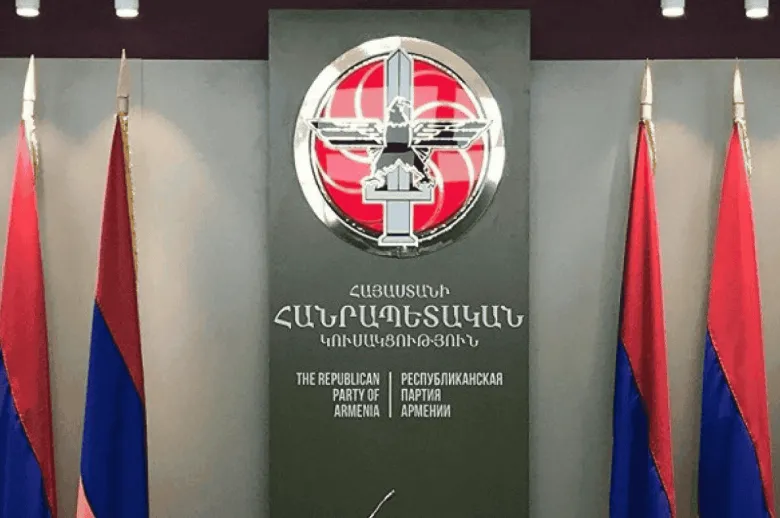 ՀԱՅԱՍՏԱՆԻ
ՀԱՆՐԱՊԵՏԱԿԱՆ
ԿՈՒՍԱԿՑՈՒԹՅՈՒՆ
THE REPUBLICAN
PARTY OF
ARMENIA
РЕСПУБЛИКАНСКАЯ
ПАРТИЯ
АРМЕНИИ